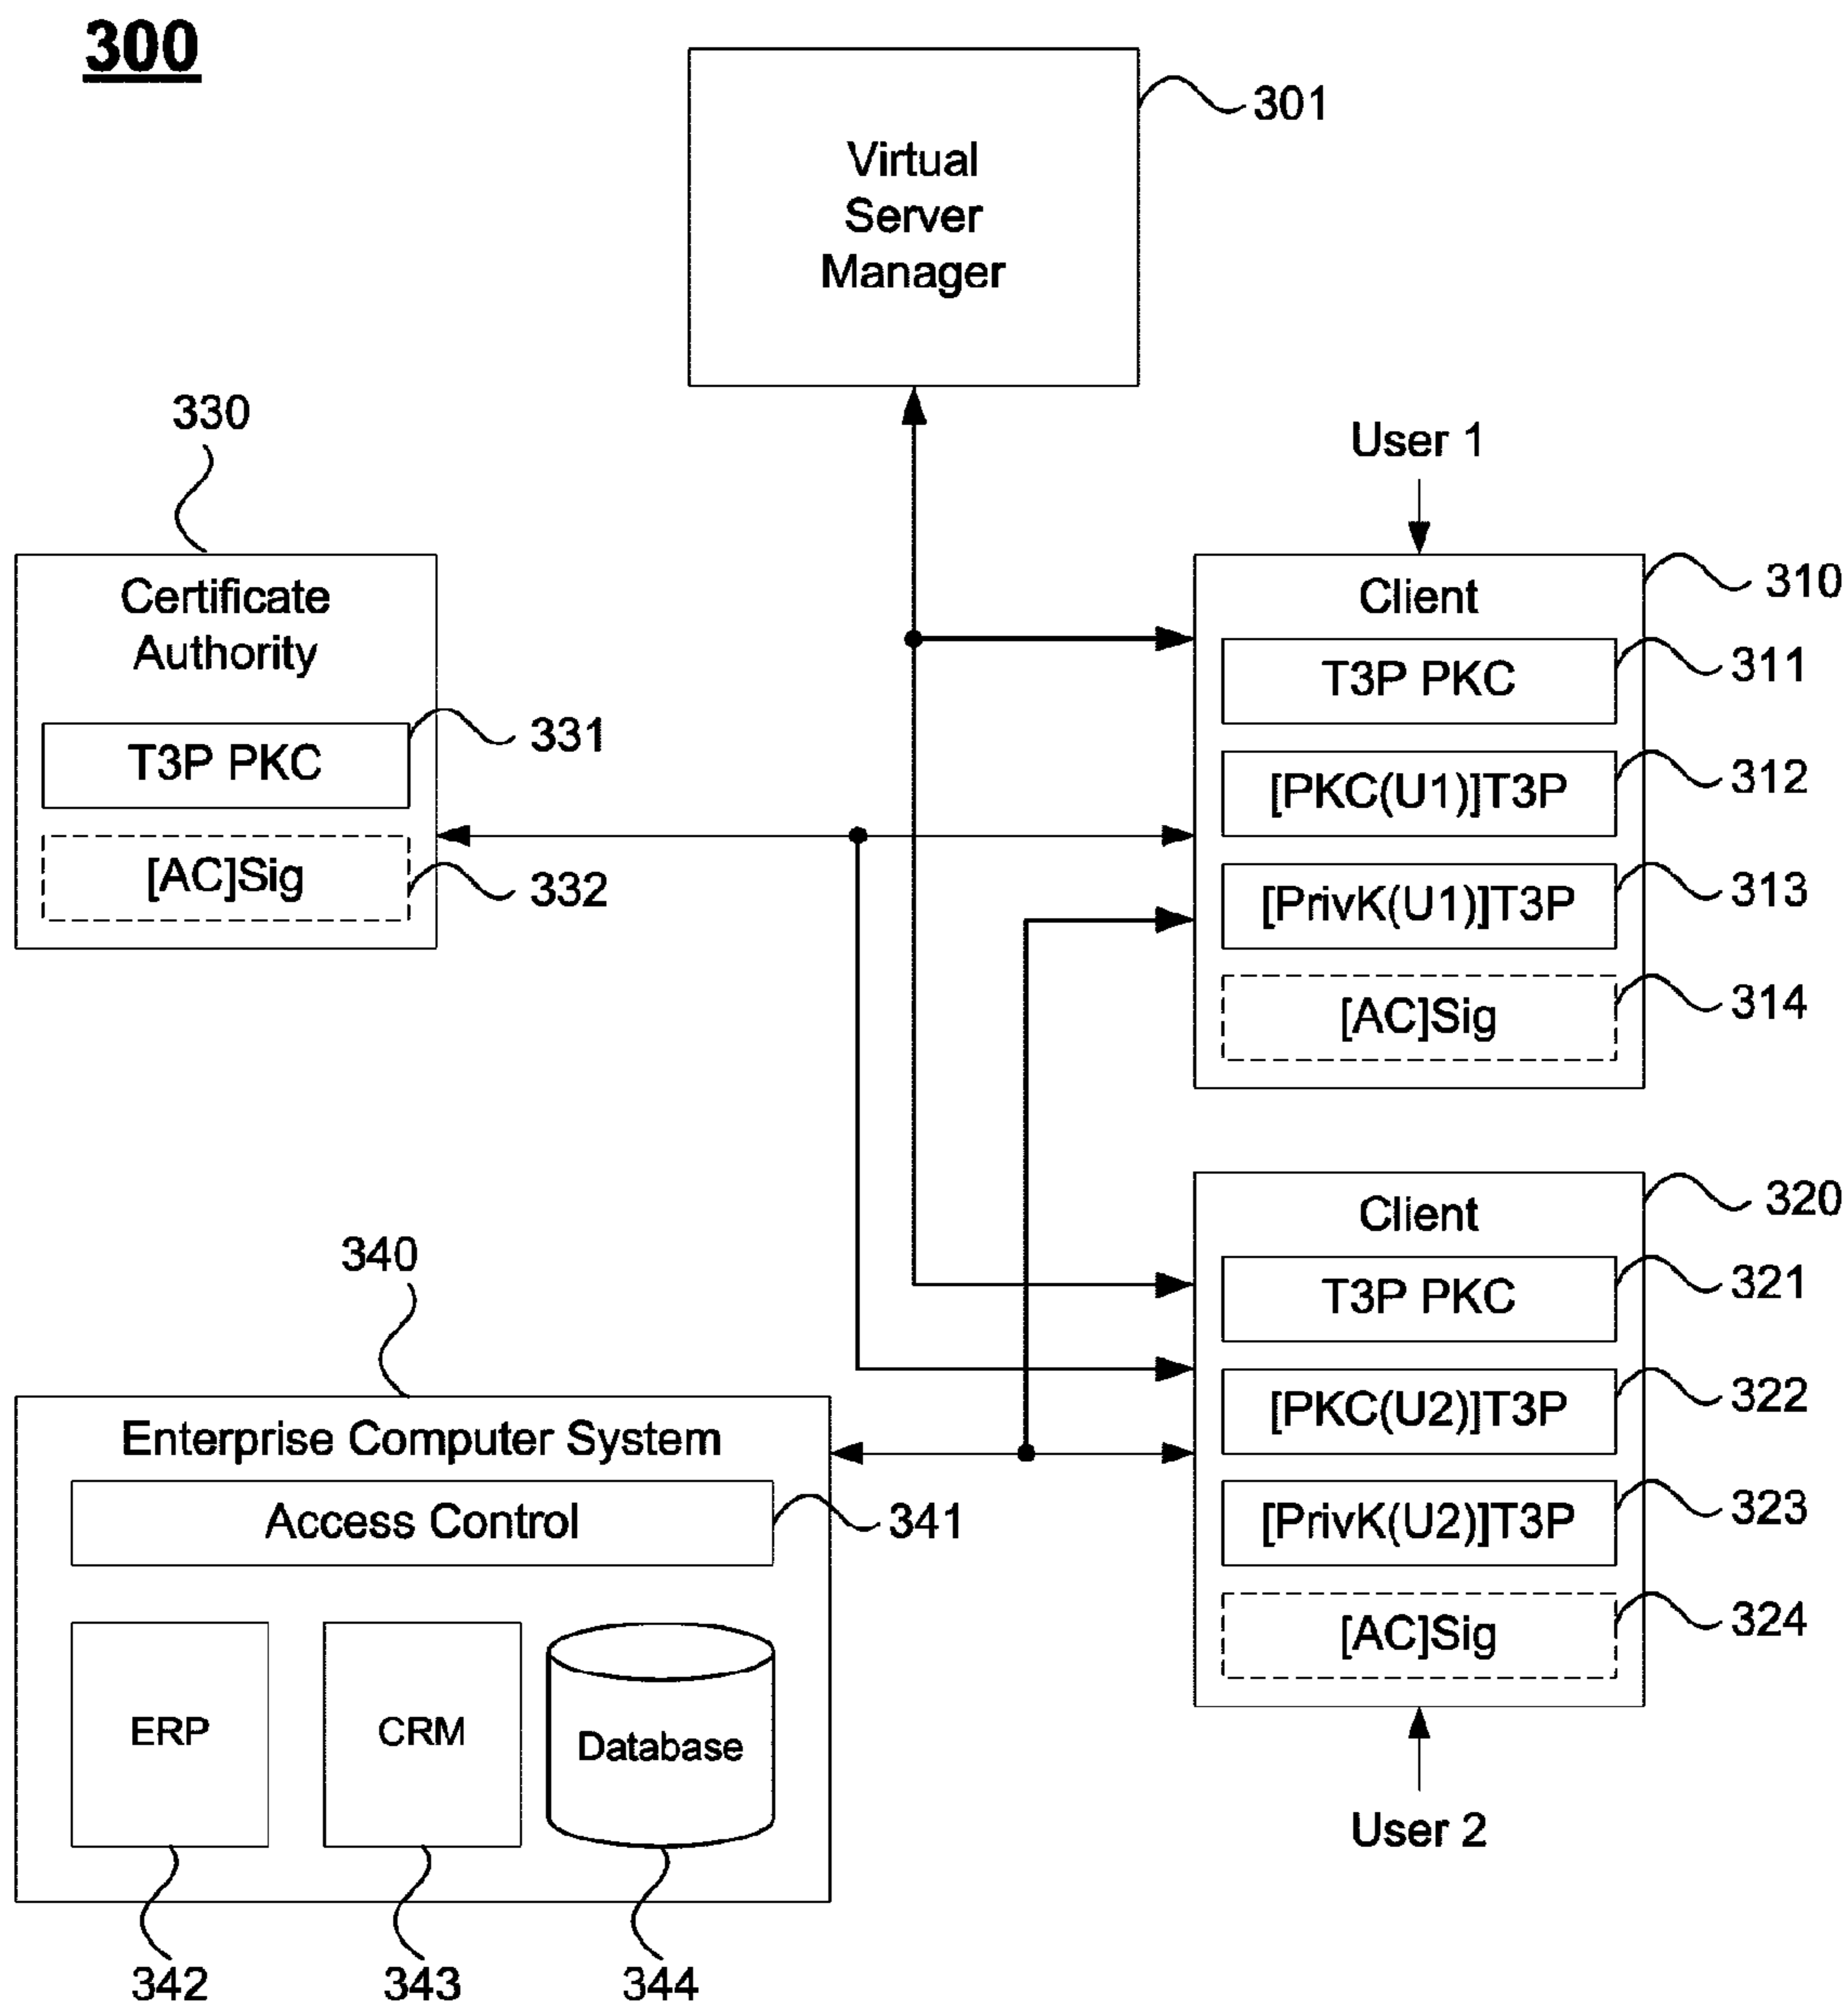 300
Virtual
Server
Manager
301
330
User 1
Certificate
Authority
T3P PKC
331
[AC]Sig
332
Client
310
T3P PKC
311
[PKC(U1)]T3P
312
[PrivK(U1)]T3P
313
[AC]Sig
314
Client
320
T3P PKC
321
[PKC(U2)]T3P
322
[PrivK(U2)]T3P
323
[AC]Sig
324
User 2
340
Enterprise Computer System
Access Control
341
ERP
CRM
Database
342
343
344